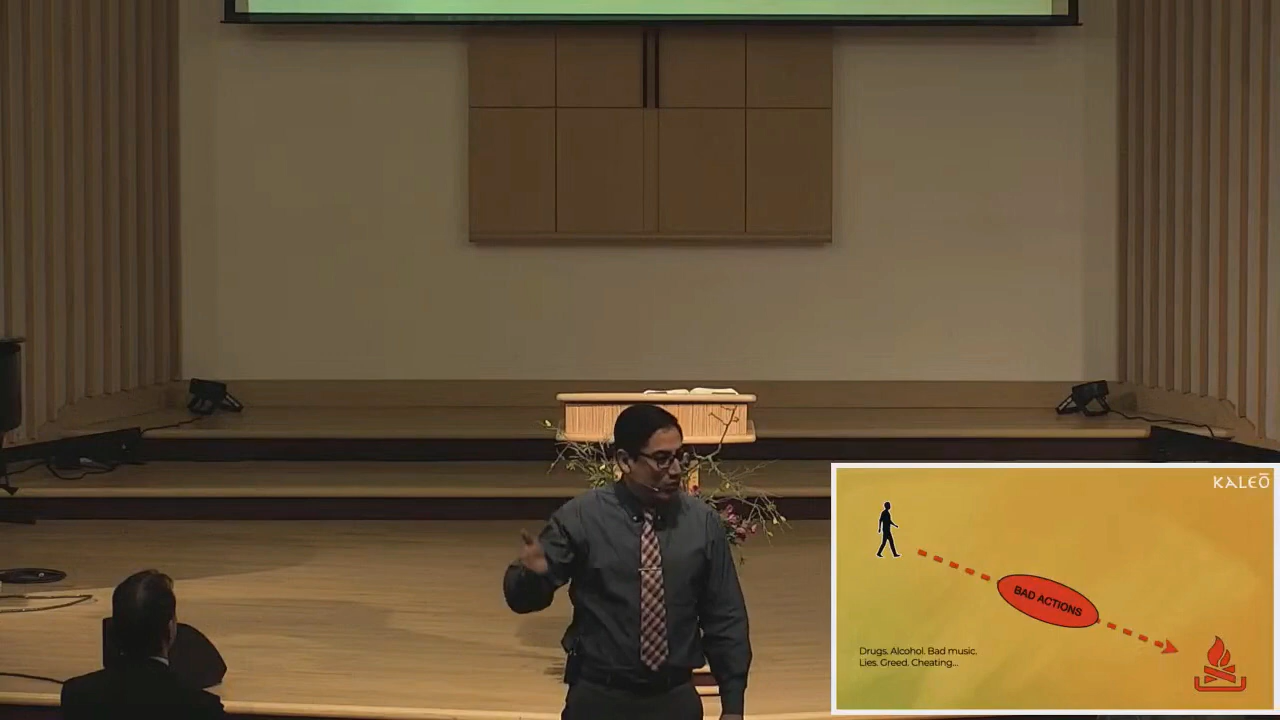 KALEŌ
BAD ACTIONS
Drugs. Alcohol. Bad music.
Lies. Greed. Cheating...